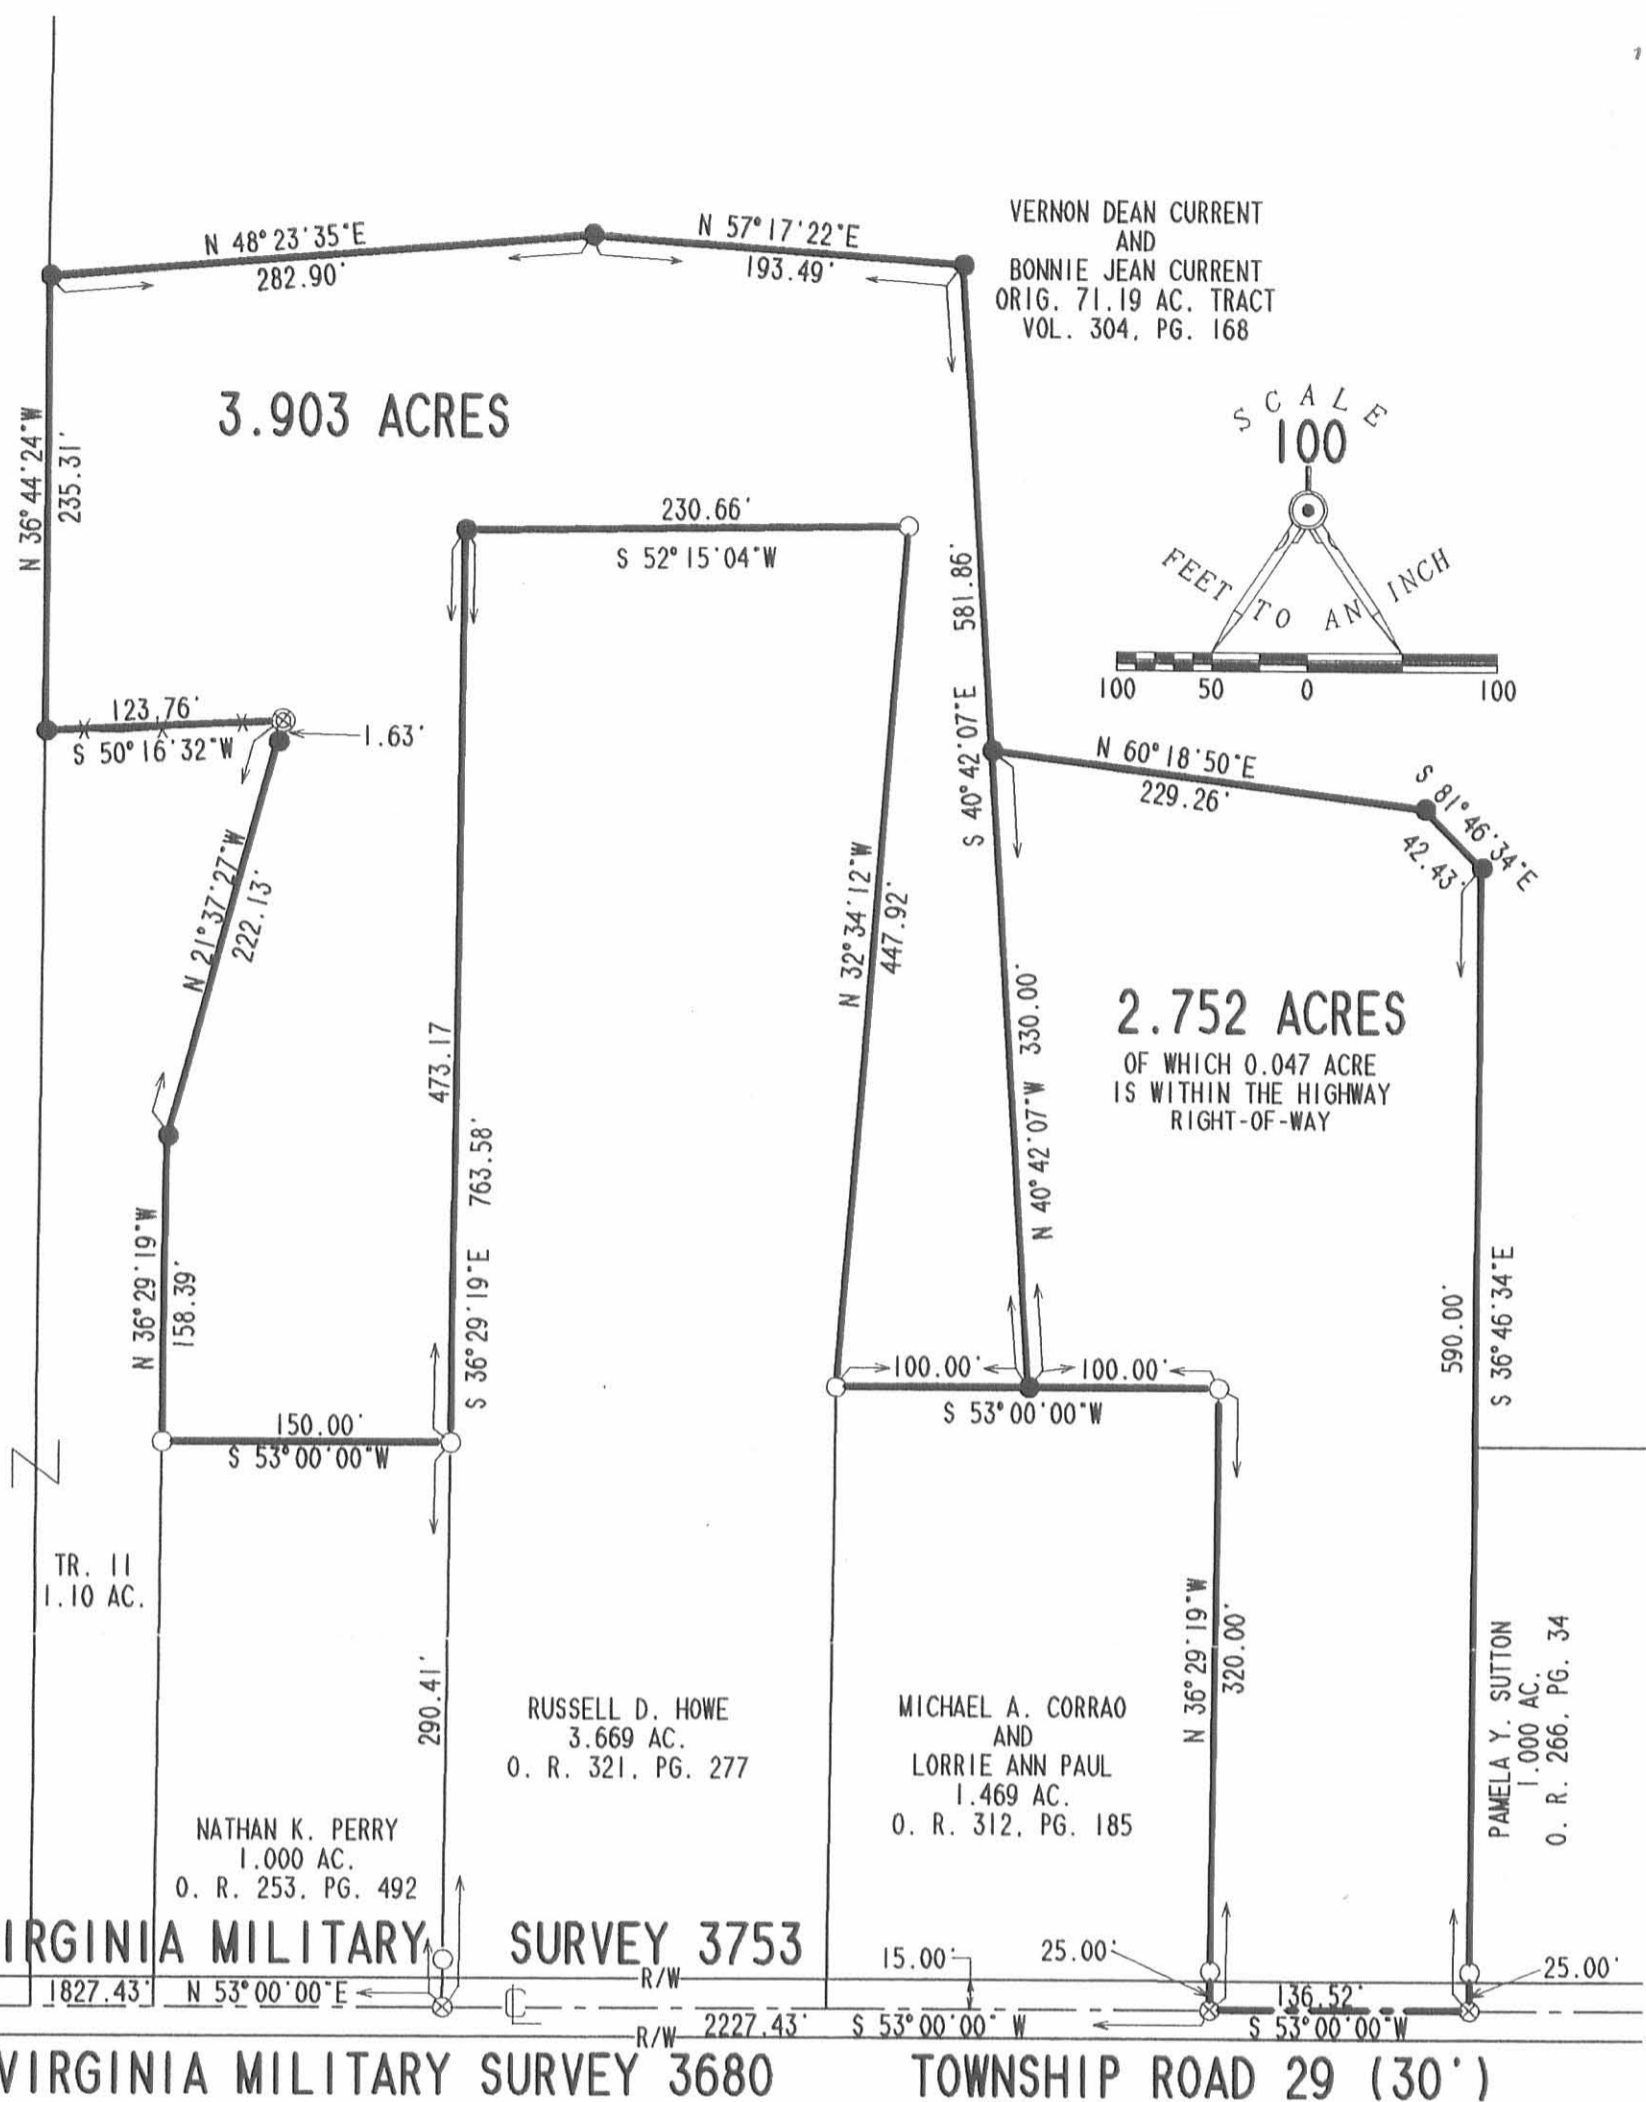 N 48°23'35"E
282.90'
N 57°17'22"E
193.49'
VERNON DEAN CURRENT
AND
BONNIE JEAN CURRENT
ORIG. 71.19 AC. TRACT
VOL. 304, PG. 168
3.903 ACRES
N 36°44'24"W
235.31'
SCALE
100
FEET TO AN INCH
100 50 0 100
230.66'
S 52°15'04"W
123.76'
S 50°16'32"W
1.63'
S 40°42'07"E 581.86'
N 60°18'50"E
229.26'
S 81°46'34"E
42.43'
N 21°37'27"W
222.13'
N 32°34'12"W
447.92'
473.17
S 36°29'19"E 763.58'
N 40°42'07"W 330.00'
2.752 ACRES
OF WHICH 0.047 ACRE
IS WITHIN THE HIGHWAY
RIGHT-OF-WAY
N 36°29'19"W
158.39'
590.00'
S 36°46'34"E
100.00' 100.00'
S 53°00'00"W
150.00'
S 53°00'00"W
TR. II
1.10 AC.
290.41'
RUSSELL D. HOWE
3.669 AC.
O. R. 321, PG. 277
MICHAEL A. CORRAO
AND
LORRIE ANN PAUL
1.469 AC.
O. R. 312, PG. 185
N 36°29'19"W
320.00'
PAMELA Y. SUTTON
1.000 AC.
O. R. 266, PG. 34
NATHAN K. PERRY
1.000 AC.
O. R. 253, PG. 492
IRGINIA MILITARY SURVEY 3753
15.00'
25.00'
25.00'
R/W
1827.43' N 53°00'00"E
136.52'
S 53°00'00"W
R/W
2227.43' S 53°00'00" W
VIRGINIA MILITARY SURVEY 3680
TOWNSHIP ROAD 29 (30')